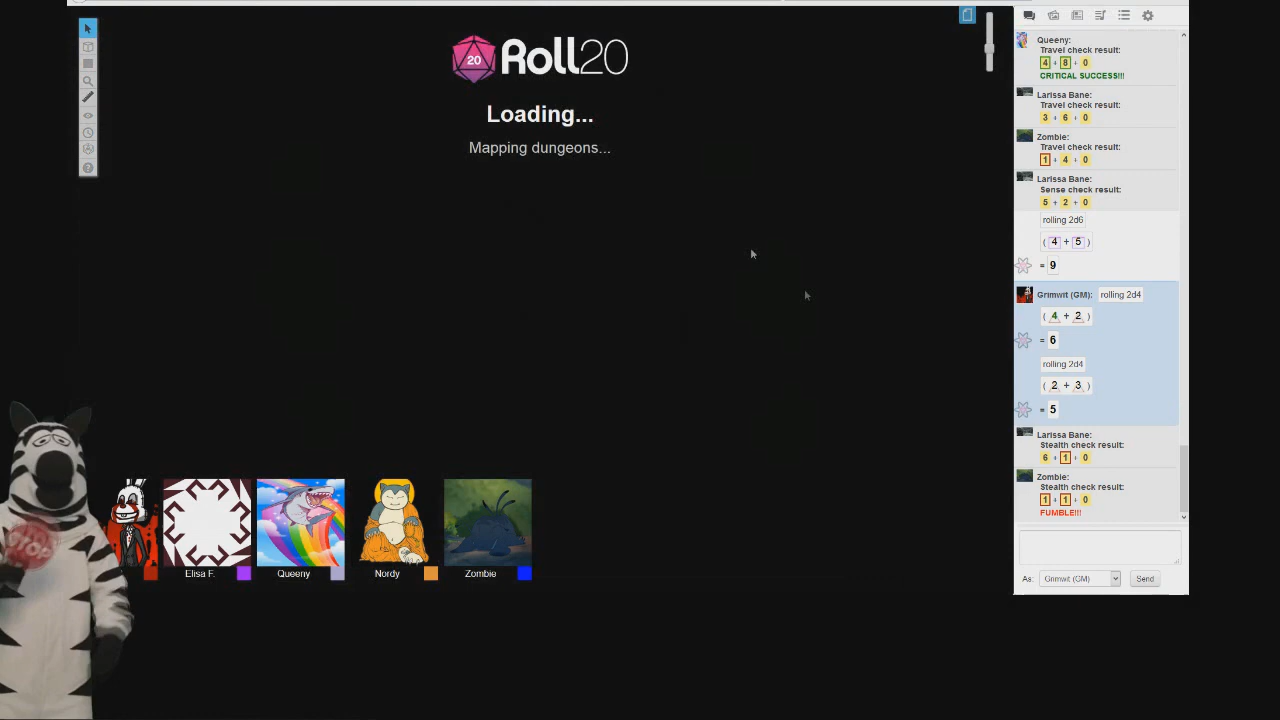 20
Roll20
Loading...
Mapping dungeons...
Queeny:
Travel check result:
4 + 8 + 0
CRITICAL SUCCESS!!!
Larissa Bane:
Travel check result:
3 + 6 + 0
Zombie:
Travel check result:
1 + 4 + 0
Larissa Bane:
Sense check result:
5 + 2 + 0
rolling 2d6
( 4 + 5 )
= 9
Grimwit (GM): rolling 2d4
( 4 + 2 )
= 6
rolling 2d4
( 2 + 3 )
= 5
Larissa Bane:
Stealth check result:
6 + 1 + 0
Zombie:
Stealth check result:
1 + 1 + 0
FUMBLE!!!
STOP
Elisa F.
Queeny
Nordy
Zombie
As: Grimwit (GM) Send